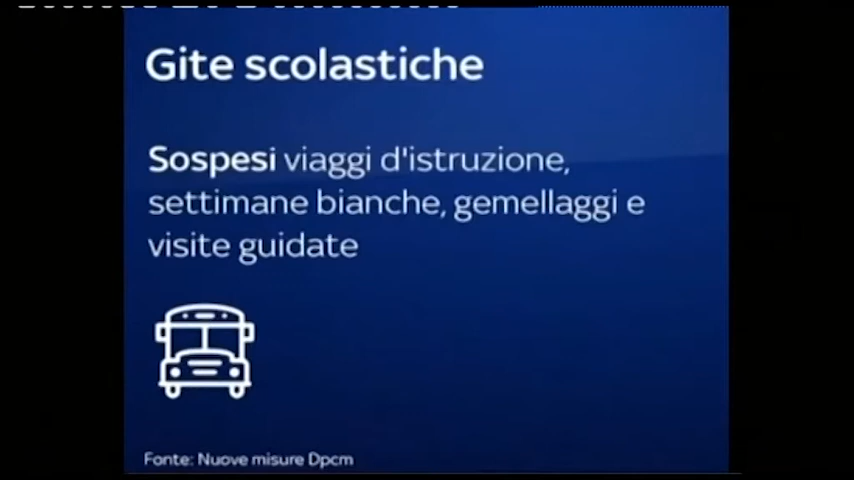 Gite scolastiche
Sospesi viaggi d'istruzione,
settimane bianche, gemellaggi e
visite guidate
Fonte: Nuove misure Dpcm